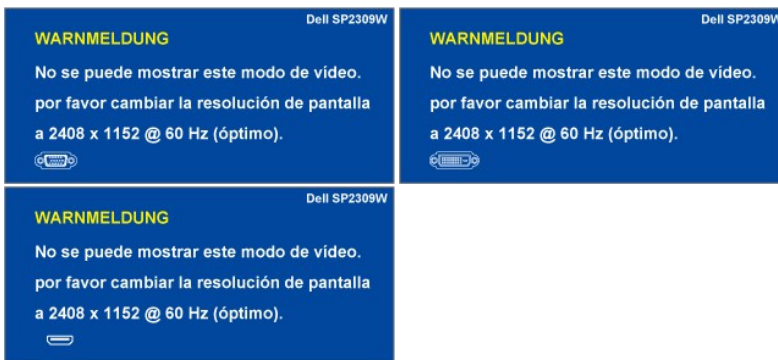 Dell SP2309W
WARNMELDUNG
No se puede mostrar este modo de vídeo.
por favor cambiar la resolución de pantalla
a 2408 x 1152 @ 60 Hz (óptimo).
Dell SP2309W
WARNMELDUNG
No se puede mostrar este modo de vídeo.
por favor cambiar la resolución de pantalla
a 2408 x 1152 @ 60 Hz (óptimo).
Dell SP2309W
WARNMELDUNG
No se puede mostrar este modo de vídeo.
por favor cambiar la resolución de pantalla
a 2408 x 1152 @ 60 Hz (óptimo).